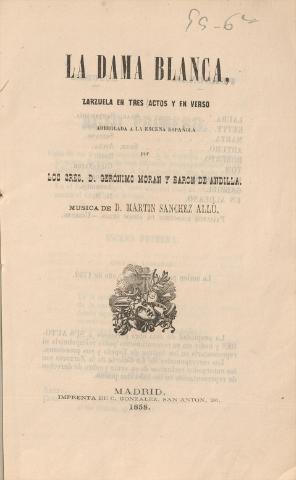 LA DAMA BLANCA,
ZARZUELA EN TRES ACTOS Y EN VERSO
ARREGLADA A LA ESCENA ESPAÑOLA
por
LOS SRES. D. GERÓNIMO MORAN Y BARON DE ANDILLA.
MUSICA DE D. MARTIN SANCHEZ ALLÚ.
MADRID.
IMPRENTA DE C. GONZALEZ, SAN ANTON, 26.
1858.